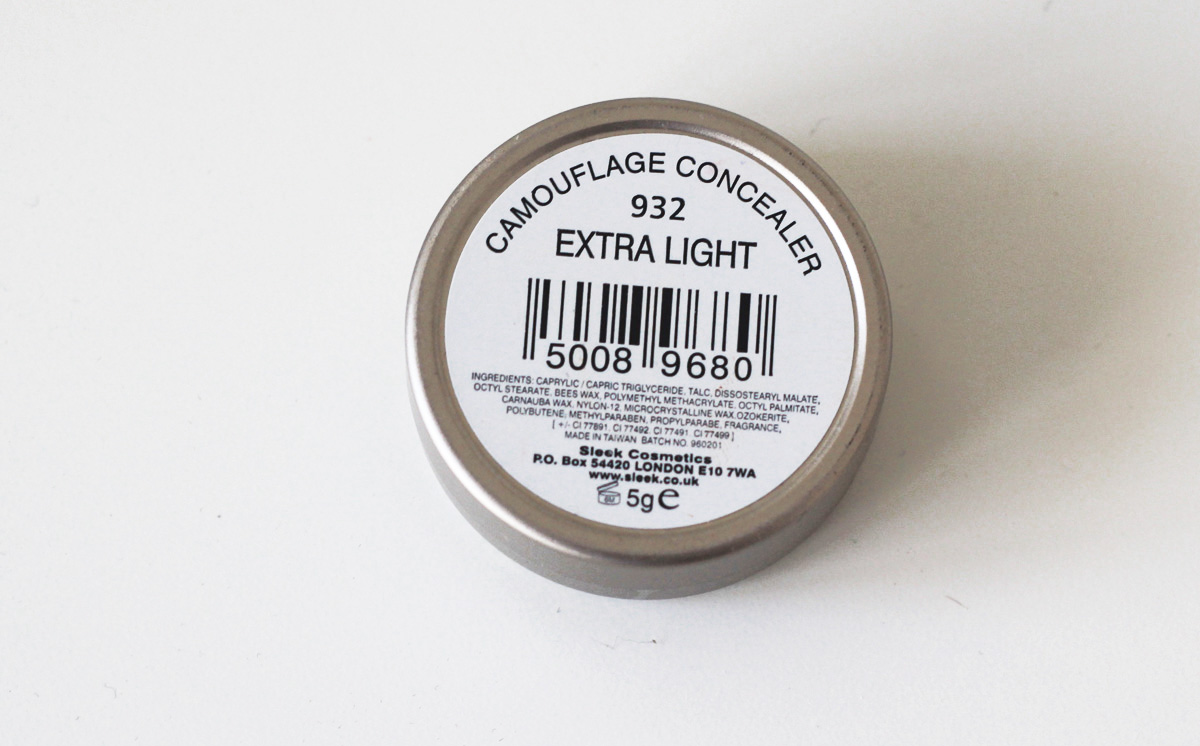 CAMOUFLAGE CONCEALER
932
EXTRA LIGHT
5008 9680
INGREDIENTS: CAPRYLIC / CAPRIC TRIGLYCERIDE, TALC, DISSOSTEARYL MALATE,
OCTYL STEARATE, BEES WAX, POLYMETHYL METHACRYLATE, OCTYL PALMITATE,
CARNAUBA WAX, NYLON-12, MICROCRYSTALLINE WAX, OZOKERITE,
POLYBUTENE, METHYLPARABEN, PROPYLPARABE, FRAGRANCE,
[ +/- CI 77891, CI 77492, CI 77491, CI 77499 ]
MADE IN TAIWAN BATCH NO. 960201
Sleek Cosmetics
P.O. Box 54420 LONDON E10 7WA
www.sleek.co.uk
5g e